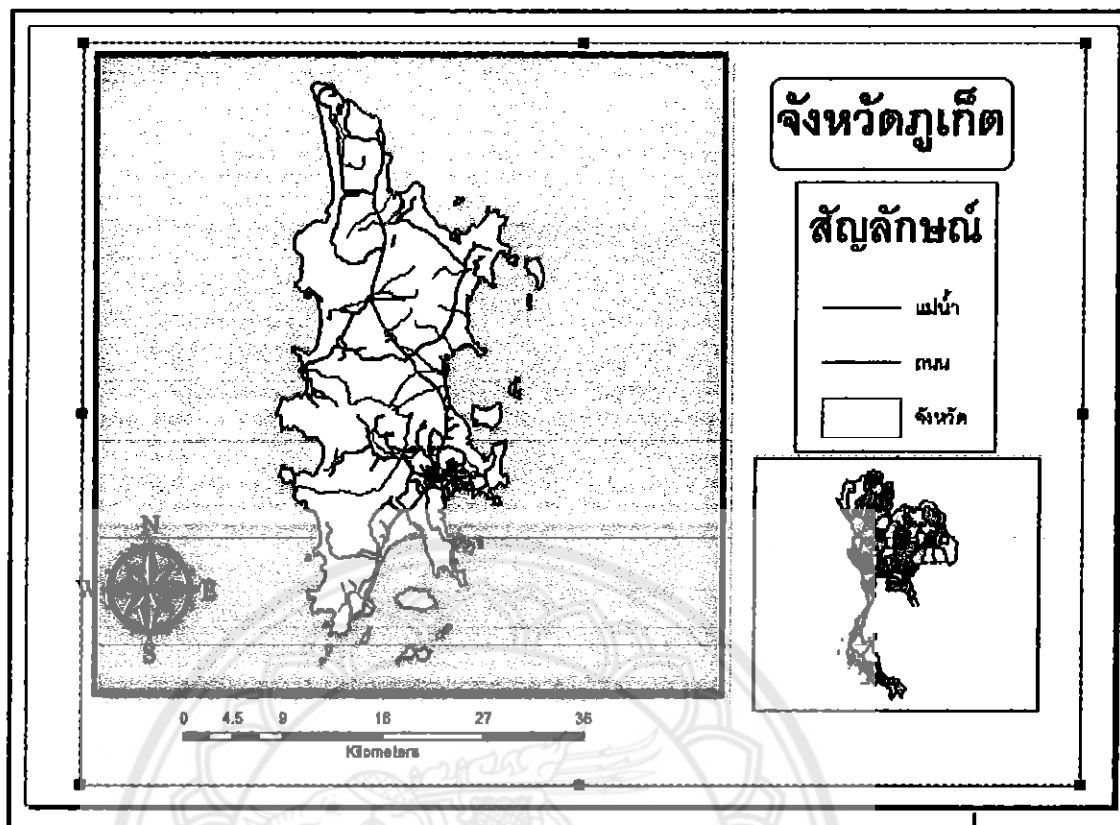 จังหวัดภูเก็ต
สัญลักษณ์
แม่น้ำ
ถนน
จังหวัด
N
W E
S
0 4.5 9 18 27 36
Kilometers